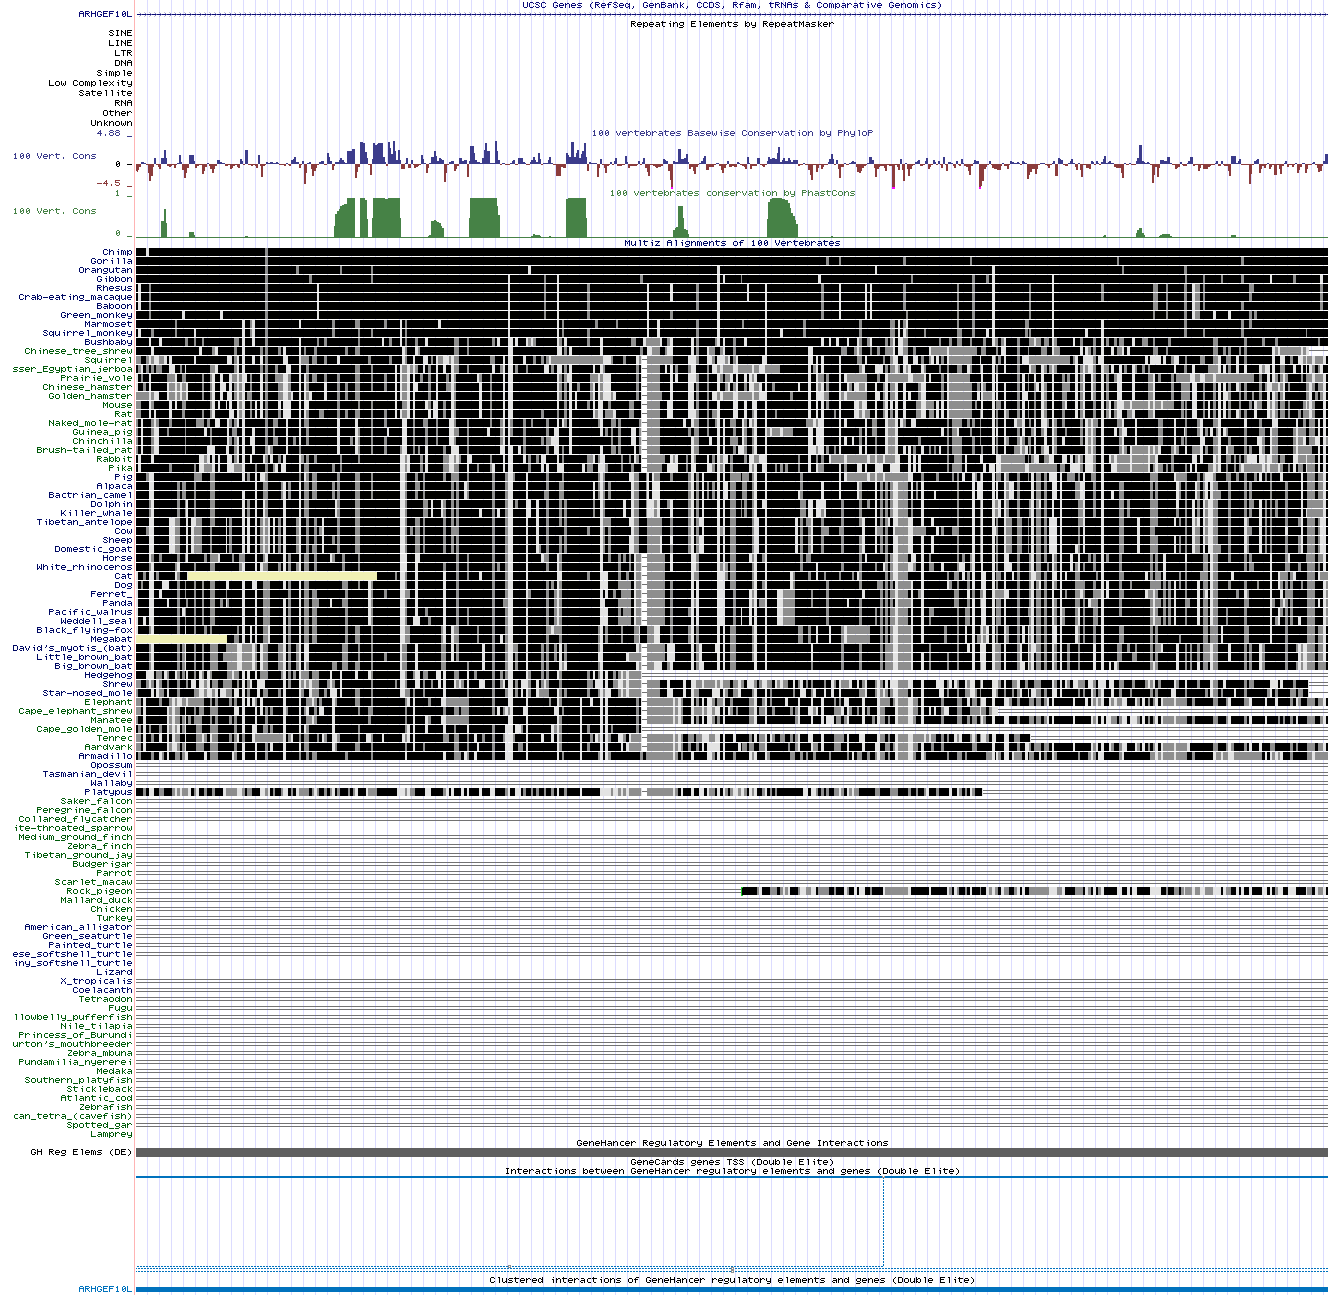 UCSC Genes (RefSeq, GenBank, CCDS, Rfam, tRNAs & Comparative Genomics)
ARHGEF10L
Repeating Elements by RepeatMasker
SINE
LINE
LTR
DNA
Simple
Low Complexity
Satellite
RNA
Other
Unknown
4.88 _
100 vertebrates Basewise Conservation by PhyloP
100 Vert. Cons
0 -
-4.5 _
100 vertebrates conservation by PhastCons
1 _
100 Vert. Cons
0 _
Multiz Alignments of 100 Vertebrates
Chimp
Gorilla
Orangutan
Gibbon
Rhesus
Crab-eating_macaque
Baboon
Green_monkey
Marmoset
Squirrel_monkey
Bushbaby
Chinese_tree_shrew
Squirrel
sser_Egyptian_jerboa
Prairie_vole
Chinese_hamster
Golden_hamster
Mouse
Rat
Naked_mole-rat
Guinea_pig
Chinchilla
Brush-tailed_rat
Rabbit
Pika
Pig
Alpaca
Bactrian_camel
Dolphin
Killer_whale
Tibetan_antelope
Cow
Sheep
Domestic_goat
Horse
White_rhinoceros
Cat
Dog
Ferret_
Panda
Pacific_walrus
Weddell_seal
Black_flying-fox
Megabat
David's_myotis_(bat)
Little_brown_bat
Big_brown_bat
Hedgehog
Shrew
Star-nosed_mole
Elephant
Cape_elephant_shrew
Manatee
Cape_golden_mole
Tenrec
Aardvark
Armadillo
Opossum
Tasmanian_devil
Wallaby
Platypus
Saker_falcon
Peregrine_falcon
Collared_flycatcher
ite-throated_sparrow
Medium_ground_finch
Zebra_finch
Tibetan_ground_jay
Budgerigar
Parrot
Scarlet_macaw
Rock_pigeon
Mallard_duck
Chicken
Turkey
American_alligator
Green_seaturtle
Painted_turtle
ese_softshell_turtle
iny_softshell_turtle
Lizard
X_tropicalis
Coelacanth
Tetraodon
Fugu
llowbelly_pufferfish
Nile_tilapia
Princess_of_Burundi
urton's_mouthbreeder
Zebra_mbuna
Pundamilia_nyererei
Medaka
Southern_platyfish
Stickleback
Atlantic_cod
Zebrafish
can_tetra_(cavefish)
Spotted_gar
Lamprey
GeneHancer Regulatory Elements and Gene Interactions
GH Reg Elems (DE)
GeneCards genes TSS (Double Elite)
Interactions between GeneHancer regulatory elements and genes (Double Elite)
Clustered interactions of GeneHancer regulatory elements and genes (Double Elite)
ARHGEF10L